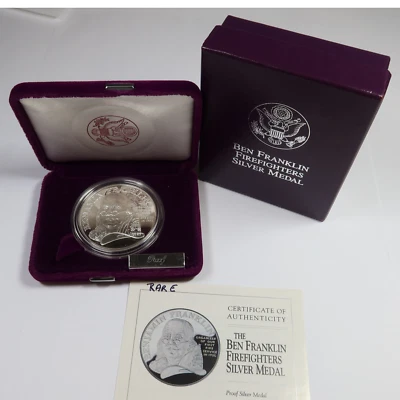 BEN FRANKLIN
FIREFIGHTERS
SILVER MEDAL
Proof
RARE
CERTIFICATE OF
AUTHENTICITY
THE
BEN FRANKLIN
FIREFIGHTERS
SILVER MEDAL
Proof Silver Medal
BENJAMIN FRANKLIN